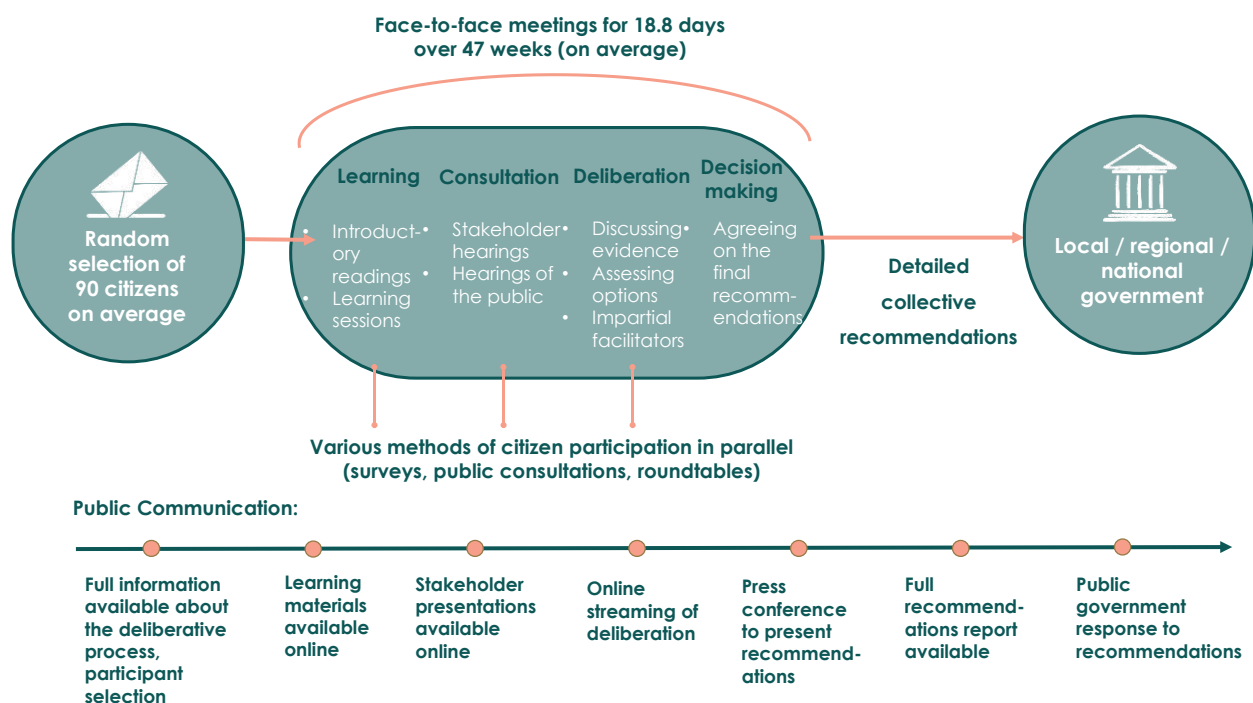 Face-to-face meetings for 18.8 days
over 47 weeks (on average)
Random
selection of
90 citizens
on average
Learning
• Introduct-
ory
readings
• Learning
sessions
Consultation
• Stakeholder
hearings
• Hearings of
the public
Deliberation
• Discussing
evidence
• Assessing
options
• Impartial
facilitators
Decision
making
• Agreeing
on the
final
recomm-
endations
Detailed
collective
recommendations
Local / regional /
national
government
Various methods of citizen participation in parallel
(surveys, public consultations, roundtables)
Public Communication:
Full information
available about
the deliberative
process,
participant
selection
Learning
materials
available
online
Stakeholder
presentations
available
online
Online
streaming of
deliberation
Press
conference
to present
recommend-
ations
Full
recommend-
ations report
available
Public
government
response to
recommendations